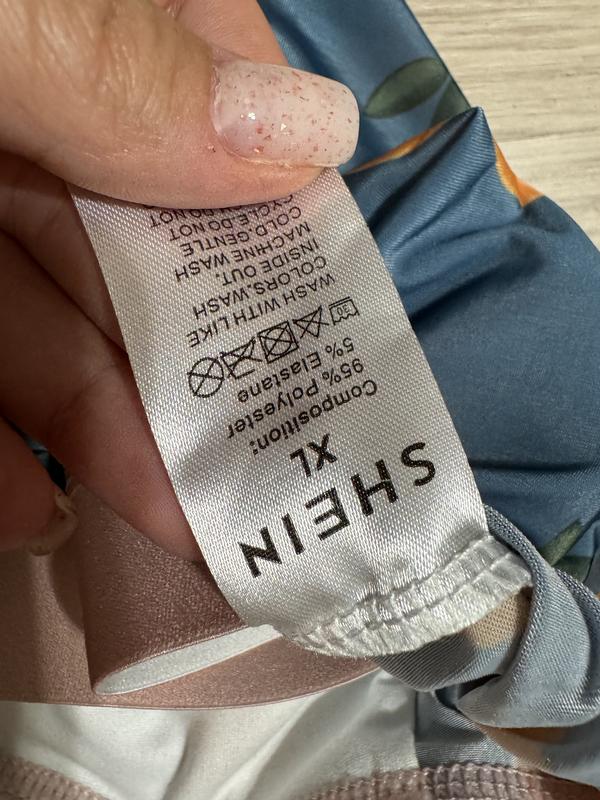 SHEIN
XL
Composition:
95% Polyester
5% Elastane
WASH WITH LIKE
COLORS.WASH
INSIDE OUT.
MACHINE WASH
COLD.GENTLE
CYCLE.DO NOT